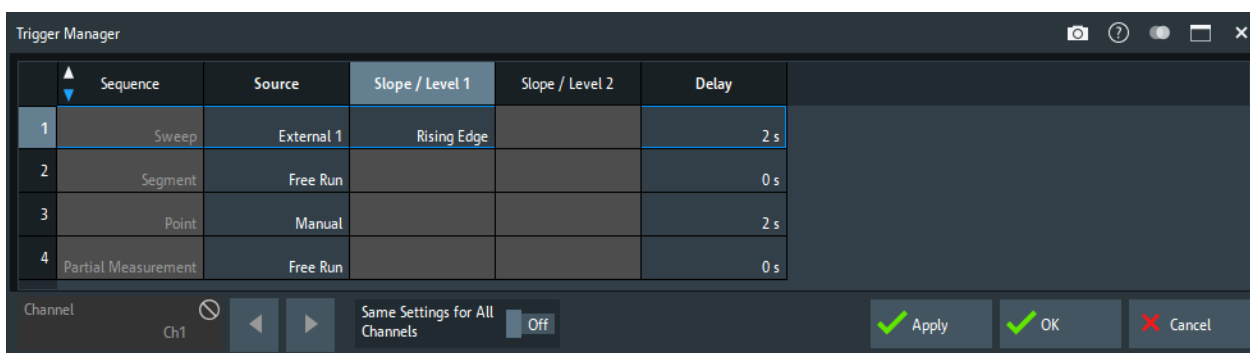 Trigger Manager
Sequence Source Slope / Level 1 Slope / Level 2 Delay
1 Sweep External 1 Rising Edge 2 s
2 Segment Free Run 0 s
3 Point Manual 2 s
4 Partial Measurement Free Run 0 s
Channel
Ch1
Same Settings for All
Channels
Off
Apply
OK
Cancel